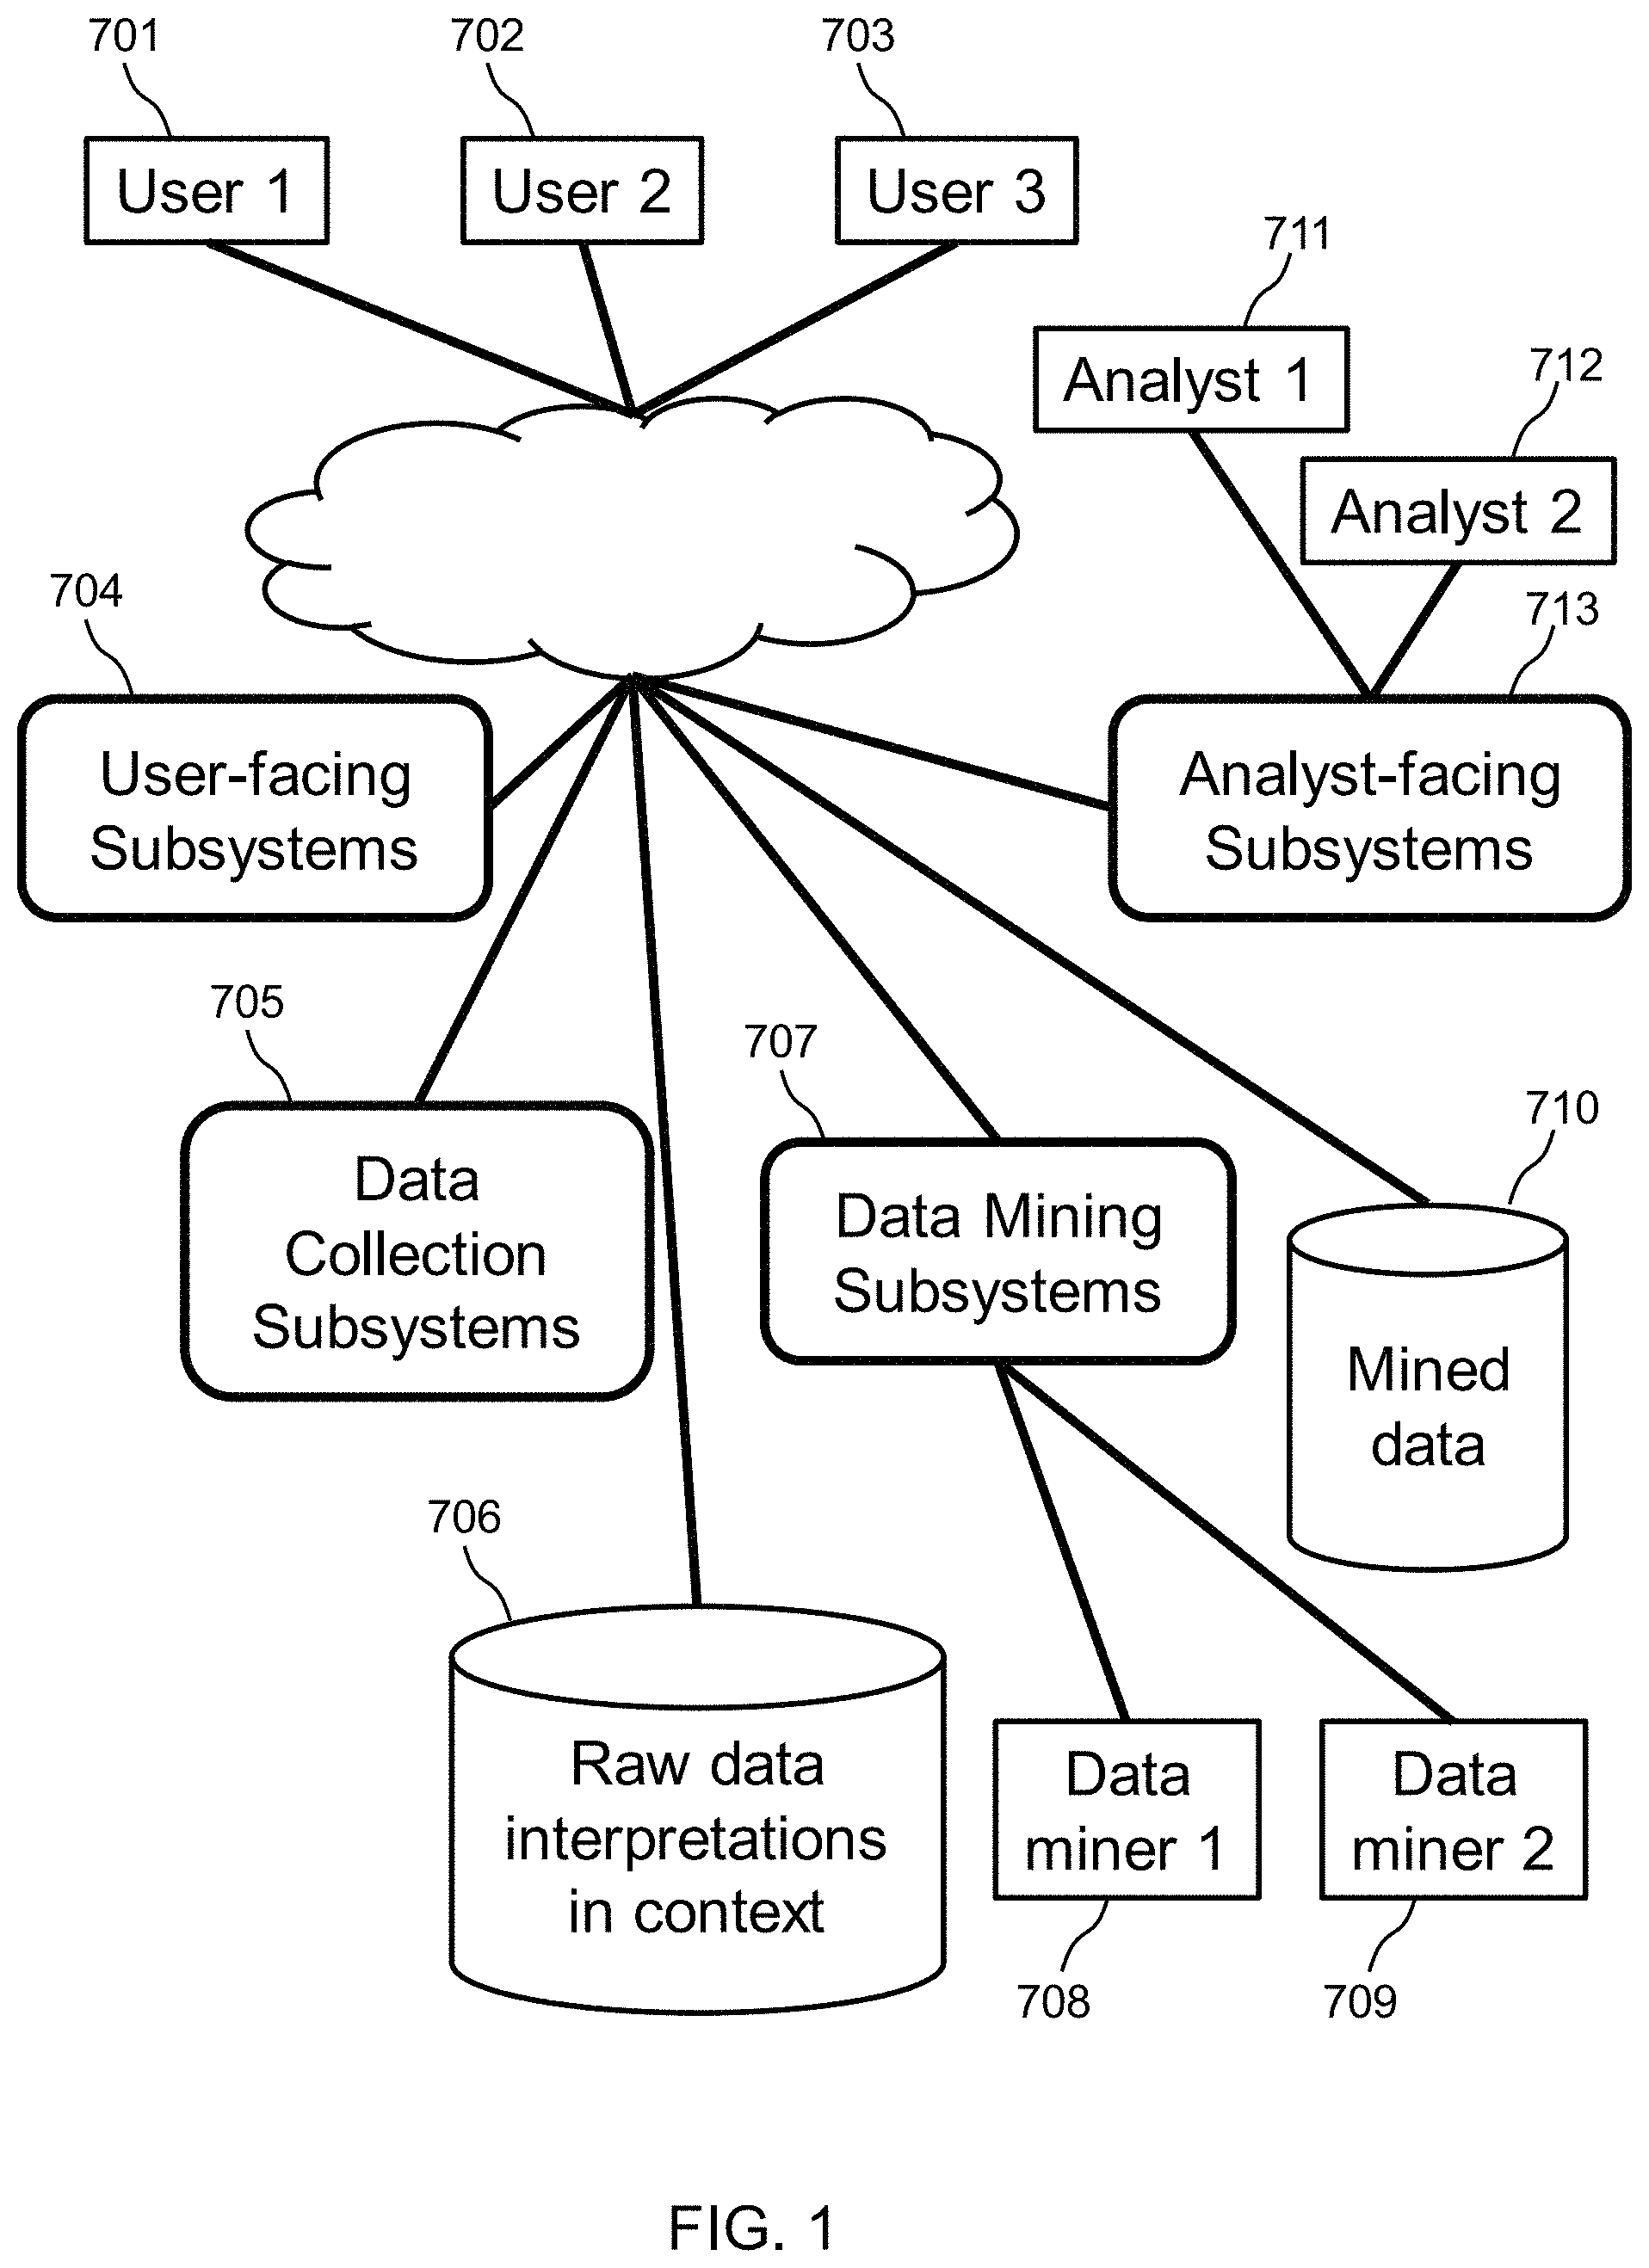 701
702
703
User 1
User 2
User 3
711
Analyst 1
712
Analyst 2
704
713
User-facing
Subsystems
Analyst-facing
Subsystems
705
707
710
Data
Collection
Subsystems
Data Mining
Subsystems
Mined
data
706
Raw data
interpretations
in context
Data
miner 1
Data
miner 2
708
709
FIG. 1